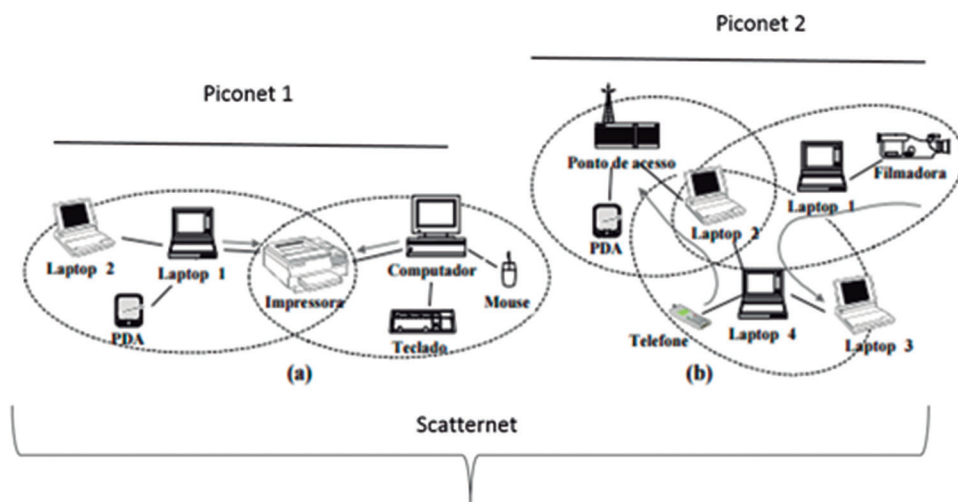 Piconet 2
Piconet 1
Ponto de acesso
Filmadora
Laptop 1
Laptop 2
PDA
Laptop 2
Laptop 1
Impressora
Computador
Mouse
PDA
Teclado
(a)
Telefone
Laptop 4
Laptop 3
(b)
Scatternet